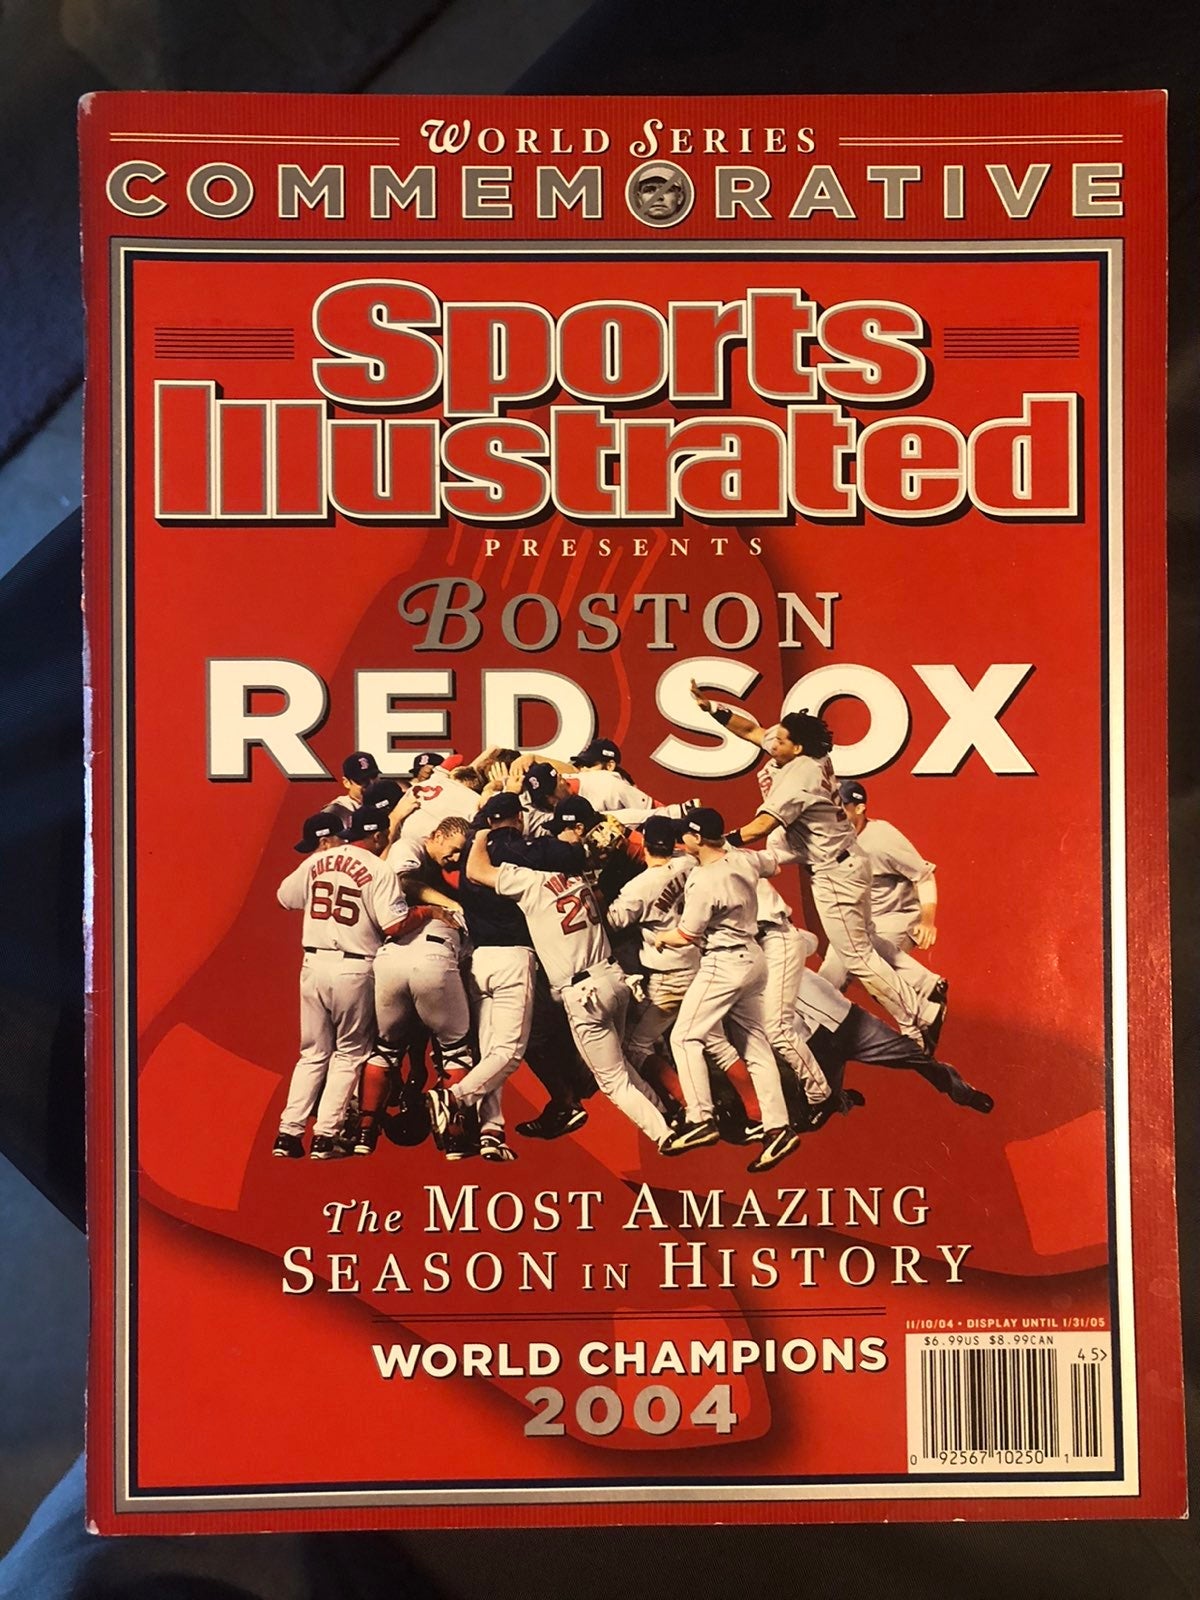 WORLD SERIES
COMMEMORATIVE
Sports
Illustrated
PRESENTS
BOSTON
RED SOX
GUERRERO
65
20
The MOST AMAZING
SEASON IN HISTORY
WORLD CHAMPIONS
2004
11/10/04 • DISPLAY UNTIL 1/31/05
$6.99US $8.99CAN
45>
0 92567 10250 1